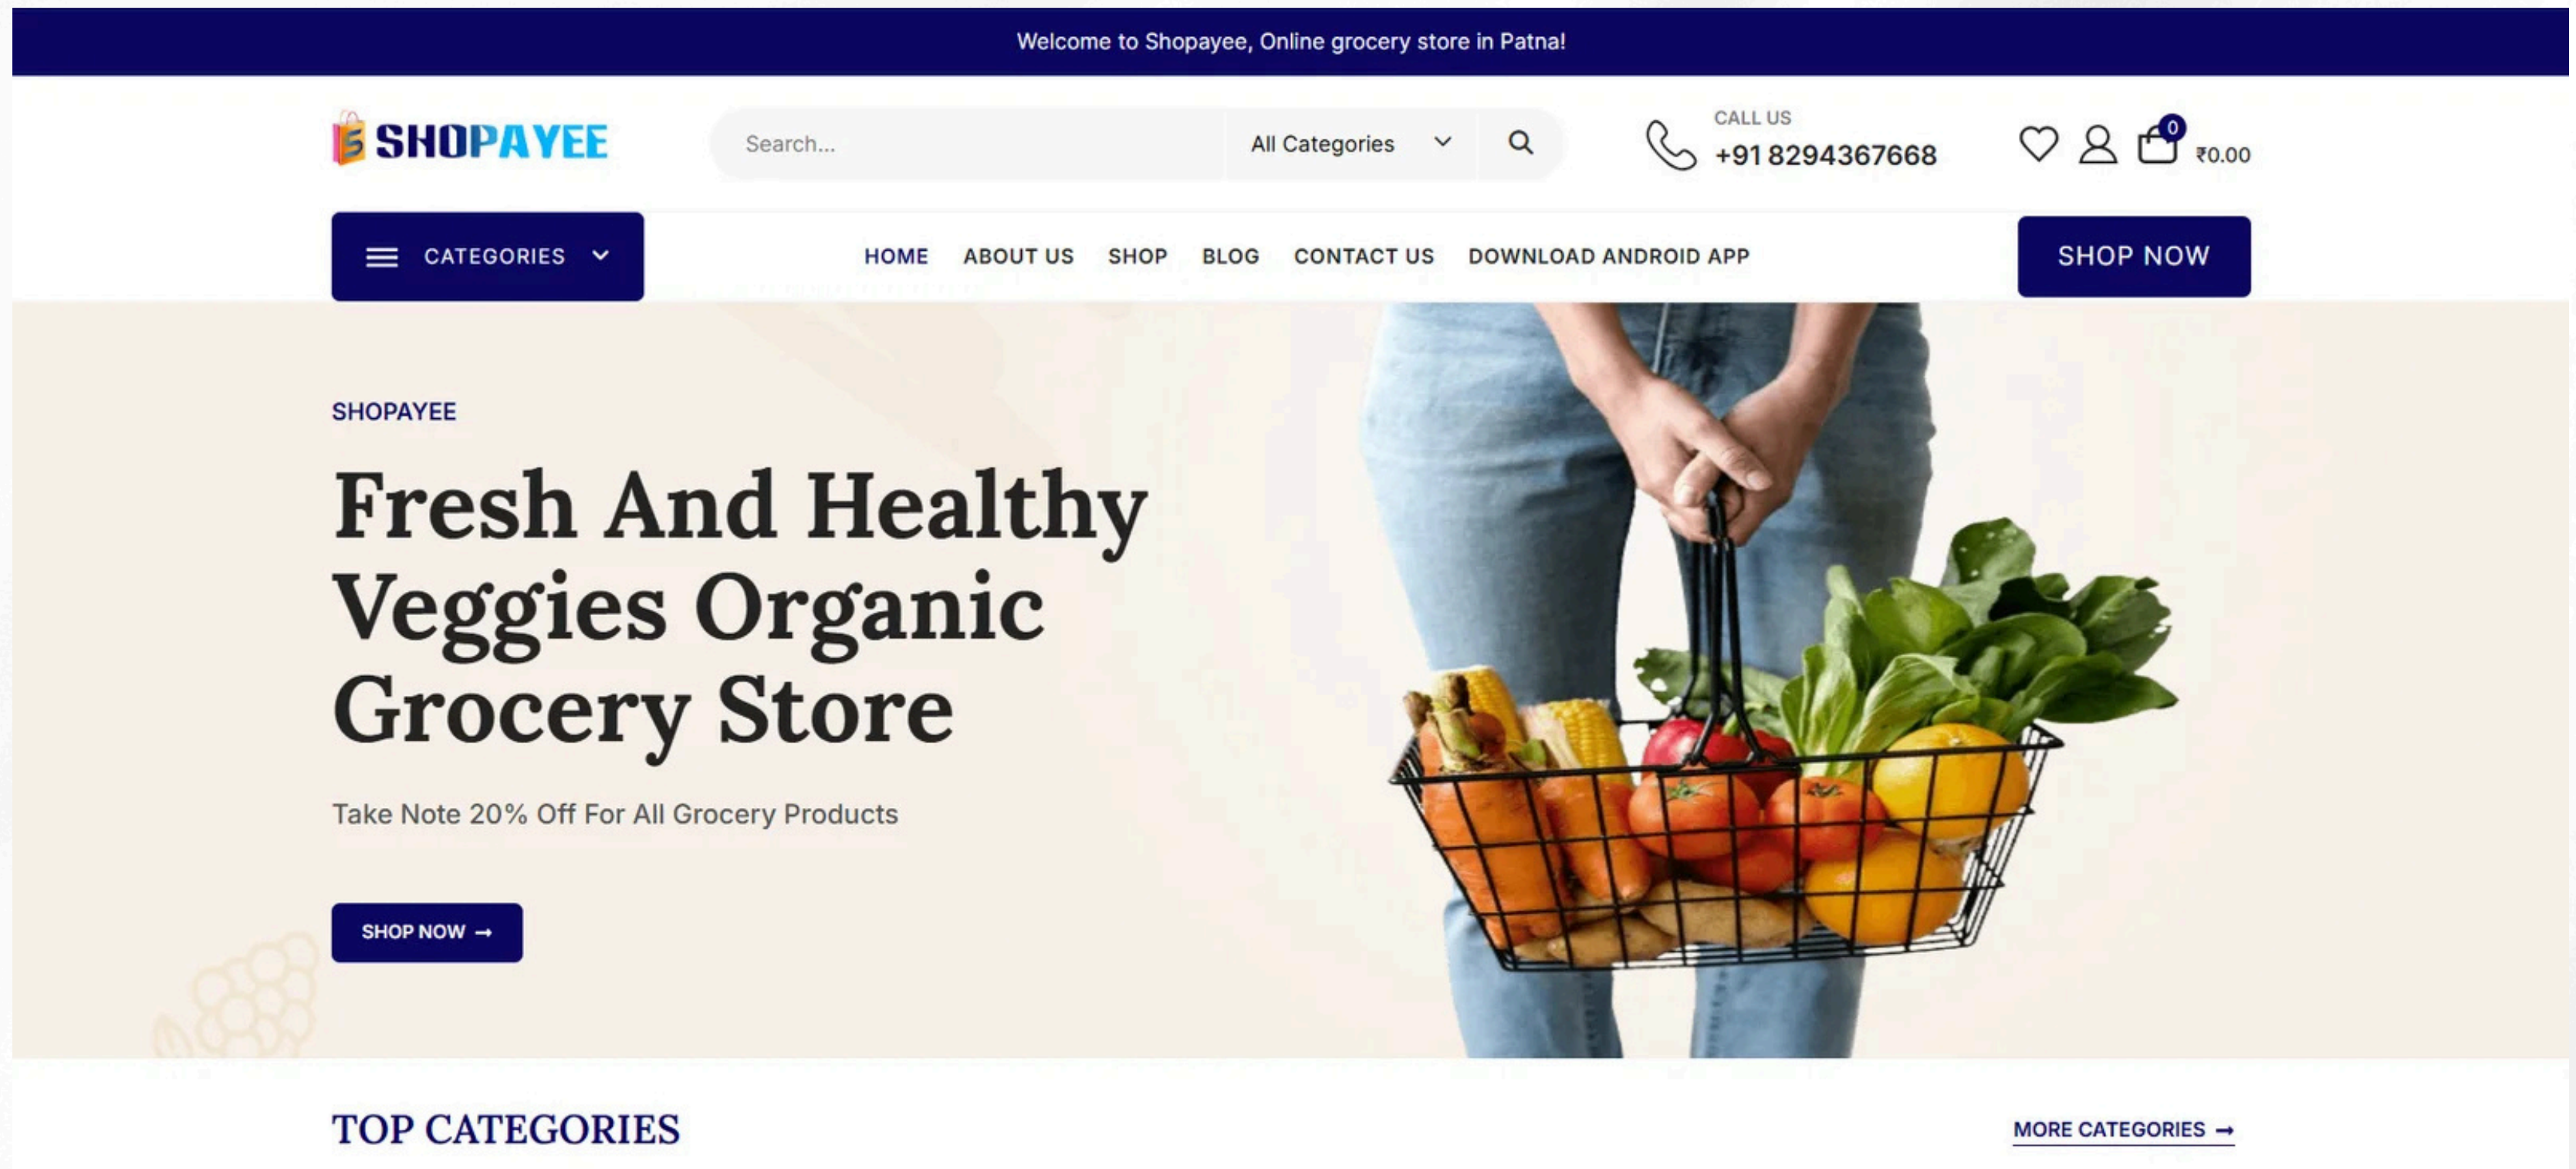 Welcome to Shopayee, Online grocery store in Patna!
SHOPAYEE
Search...
All Categories
CALL US
+91 8294367668
0
₹0.00
CATEGORIES
HOME ABOUT US SHOP BLOG CONTACT US DOWNLOAD ANDROID APP
SHOP NOW
SHOPAYEE
Fresh And Healthy
Veggies Organic
Grocery Store
Take Note 20% Off For All Grocery Products
SHOP NOW →
TOP CATEGORIES
MORE CATEGORIES →